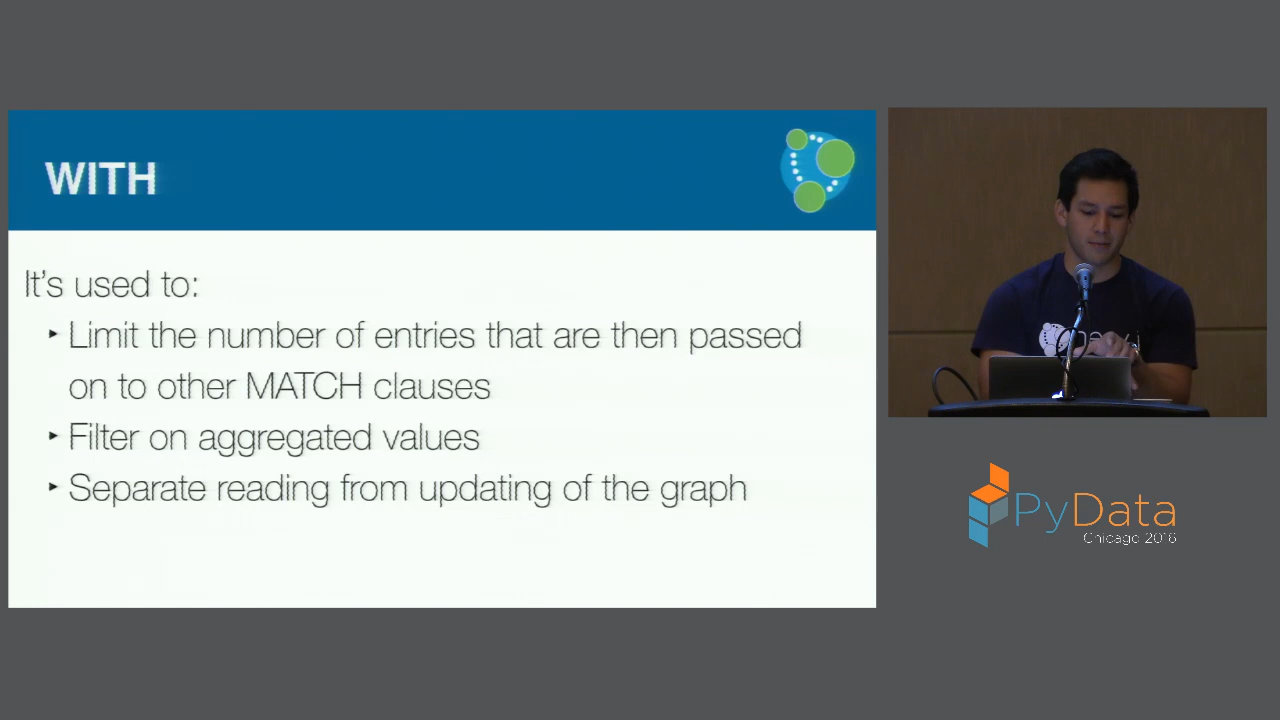 WITH
It's used to:
‣ Limit the number of entries that are then passed
on to other MATCH clauses
‣ Filter on aggregated values
‣ Separate reading from updating of the graph
PyData
Chicago 2016